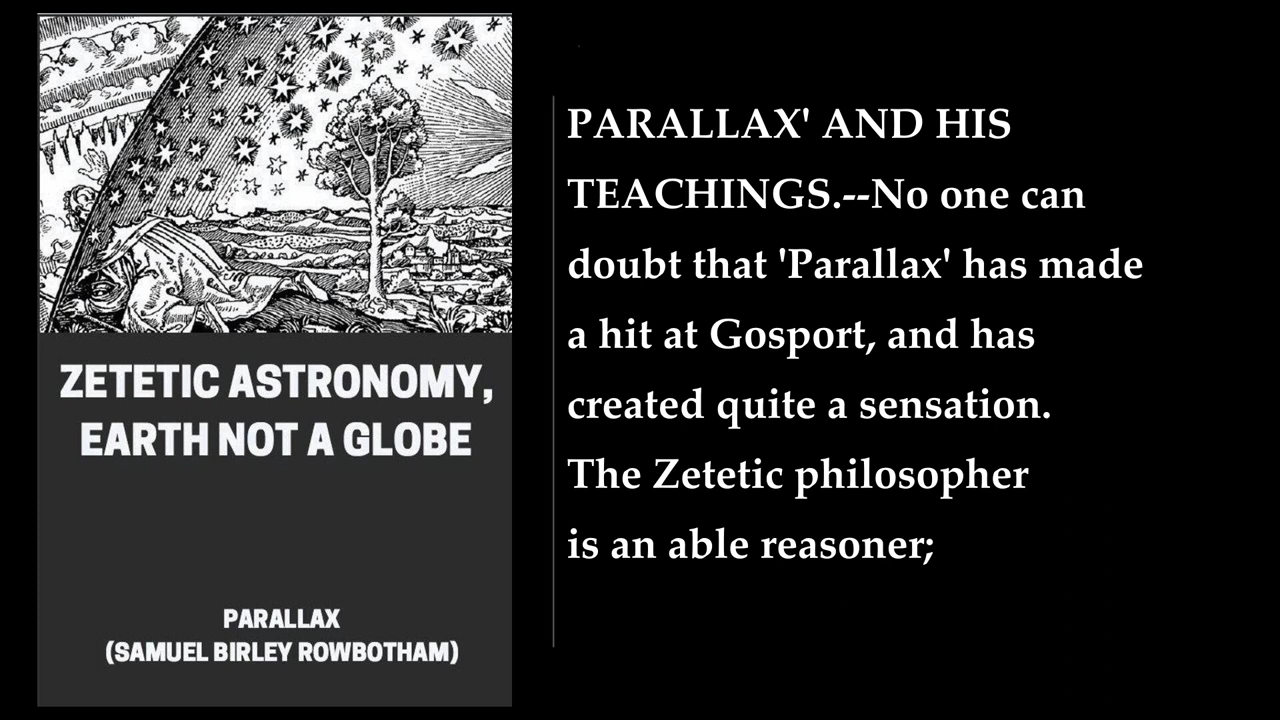 ZETETIC ASTRONOMY,
EARTH NOT A GLOBE
PARALLAX
(SAMUEL BIRLEY ROWBOTHAM)
PARALLAX' AND HIS
TEACHINGS.--No one can
doubt that 'Parallax' has made
a hit at Gosport, and has
created quite a sensation.
The Zetetic philosopher
is an able reasoner;